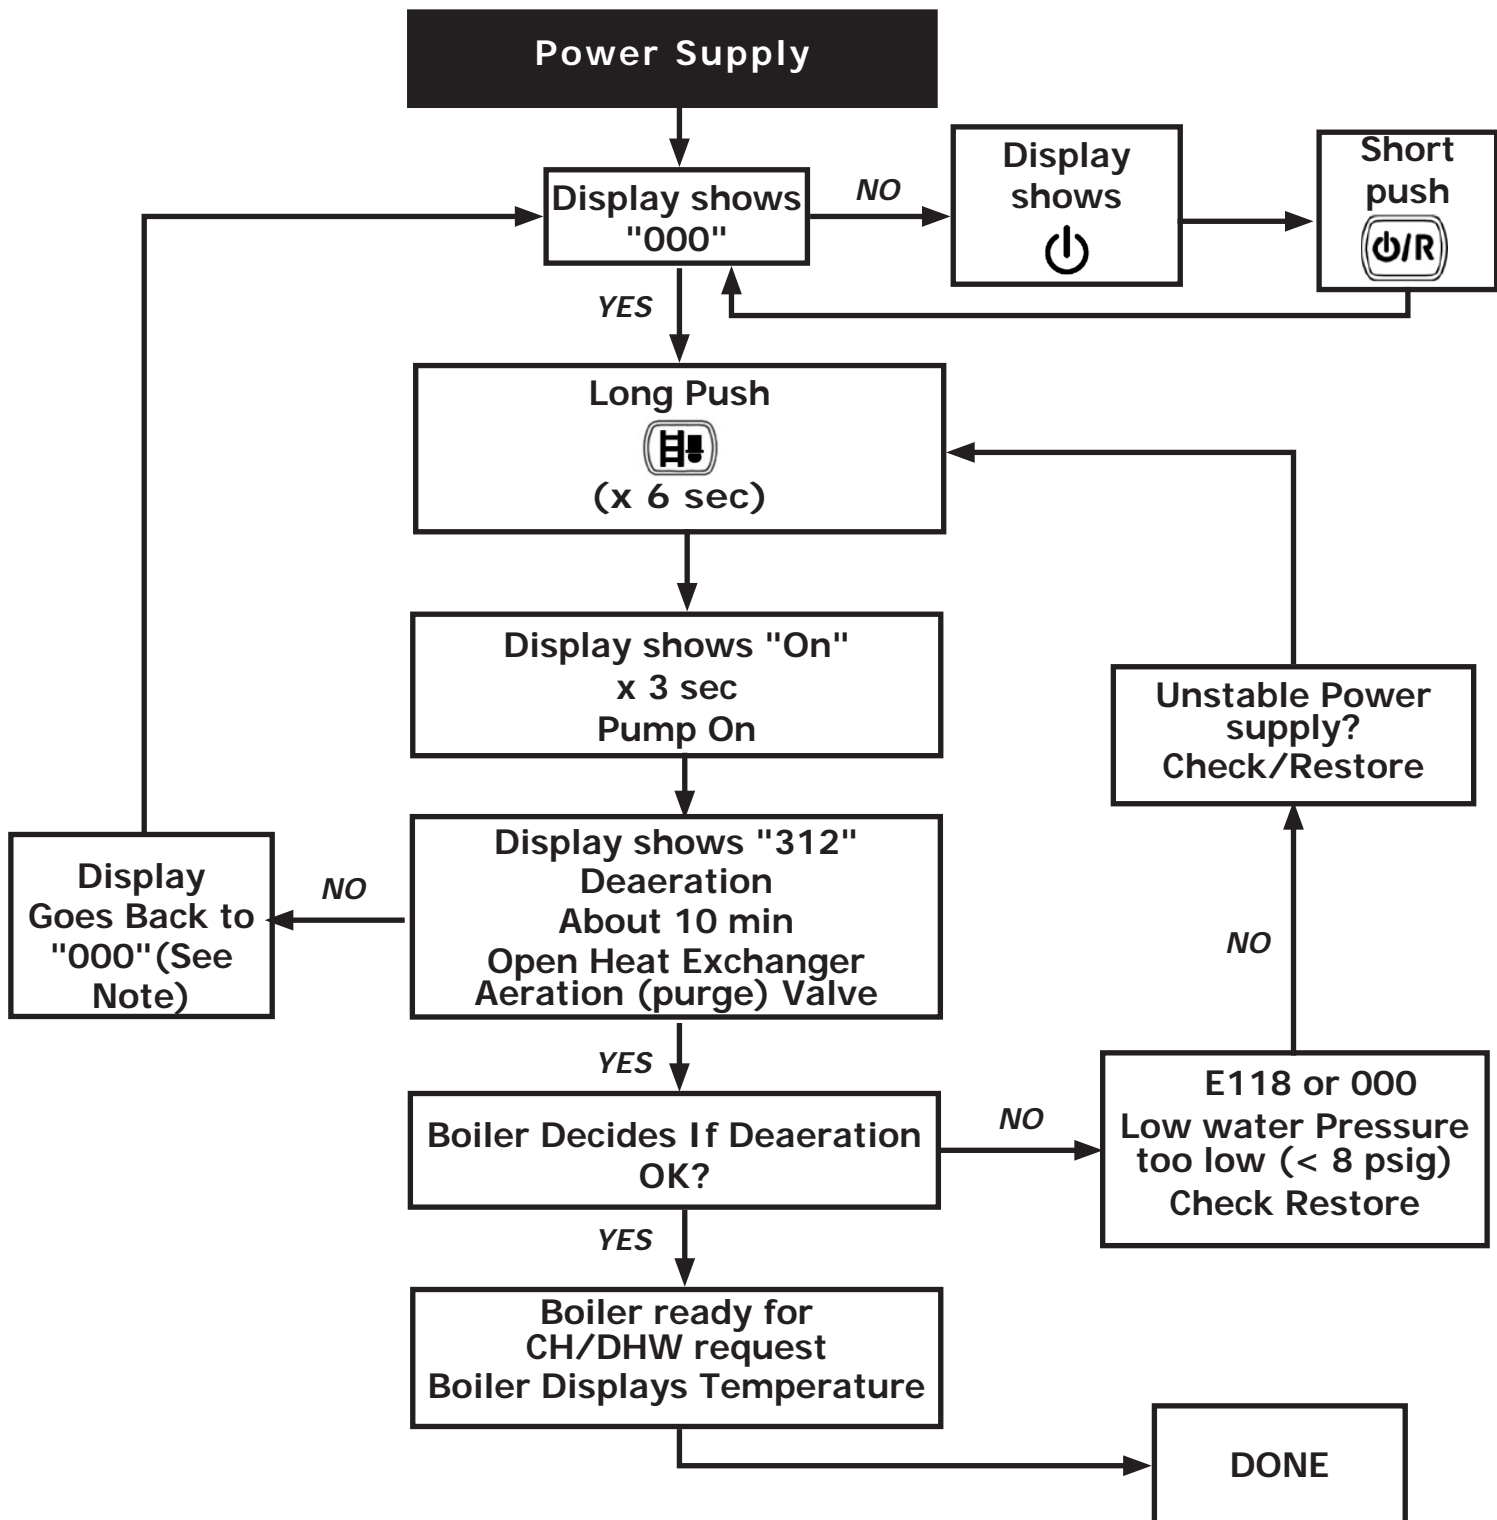 Power Supply
Display shows
"000"
NO
Display
shows
Short
push
/R
YES
Long Push
(x 6 sec)
Display shows "On"
x 3 sec
Pump On
Unstable Power
supply?
Check/Restore
Display shows "312"
Deaeration
About 10 min
Open Heat Exchanger
Aeration (purge) Valve
NO
Display
Goes Back to
"000"(See
Note)
YES
NO
Boiler Decides If Deaeration
OK?
NO
E118 or 000
Low water Pressure
too low (< 8 psig)
Check Restore
YES
Boiler ready for
CH/DHW request
Boiler Displays Temperature
DONE